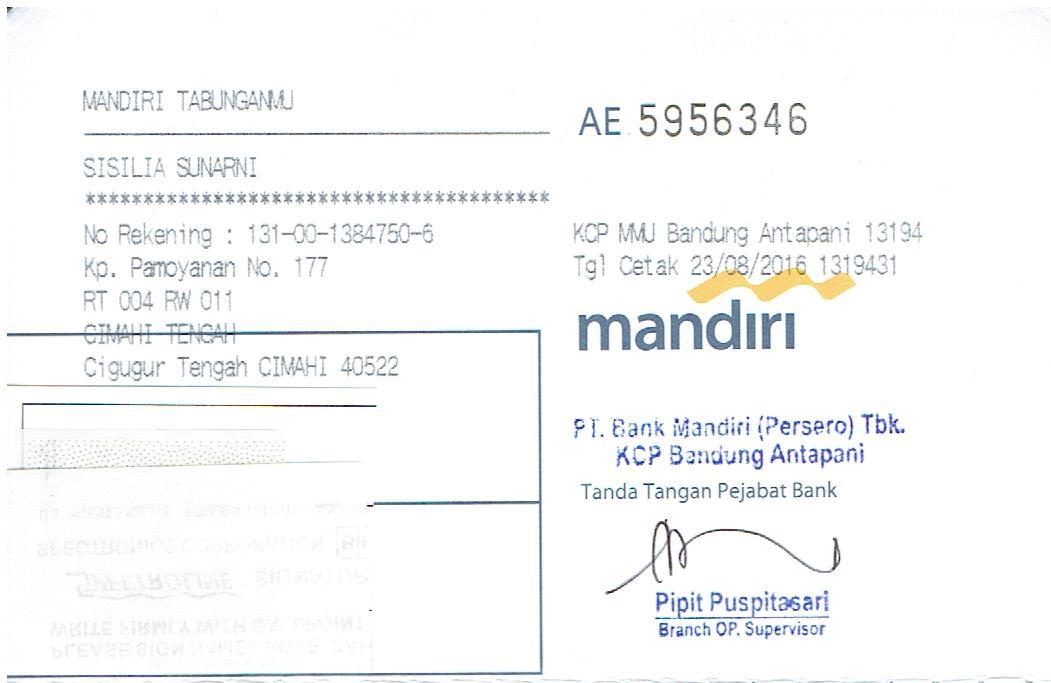 MANDIRI TABUNGANMU
AE 5956346
SISILIA SUNARNI
****************************************
No Rekening : 131-00-1384750-6
Kp. Pamoyanan No. 177
RT 004 RW 011
CIMAHI TENGAH
Cigugur Tengah CIMAHI 40522
KCP MMU Bandung Antapani 13194
Tgl Cetak 23/08/2016 1319431
mandiri
PT. Bank Mandiri (Persero) Tbk.
KCP Bandung Antapani
Tanda Tangan Pejabat Bank
Pipit Puspitasari
Branch OP. Supervisor
SPECTRONICS CORPORATION
SPECTROLINE SIGNATUR
WRITE FIRMLY WITH BALLPOINT
PLEASE SIGN NAME